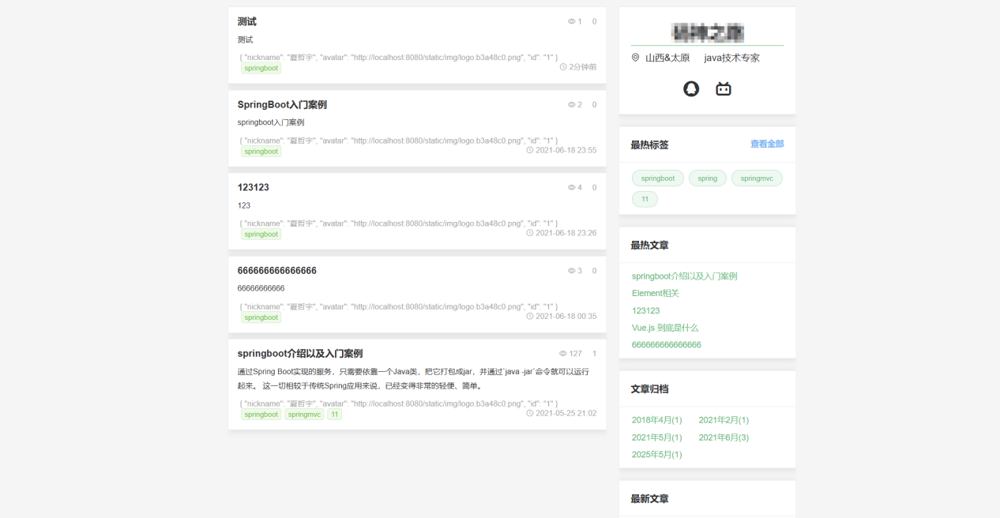 测试
1 0
测试
{ "nickname": "夏哲宇", "avatar": "http://localhost:8080/static/img/logo.b3a48c0.png", "id": "1" }
springboot
2分钟前
SpringBoot入门案例
2 0
springboot入门案例
{ "nickname": "夏哲宇", "avatar": "http://localhost:8080/static/img/logo.b3a48c0.png", "id": "1" }
springboot
2021-06-18 23:55
123123
4 0
123
{ "nickname": "夏哲宇", "avatar": "http://localhost:8080/static/img/logo.b3a48c0.png", "id": "1" }
springboot
2021-06-18 23:26
666666666666666
3 0
66666666666
{ "nickname": "夏哲宇", "avatar": "http://localhost:8080/static/img/logo.b3a48c0.png", "id": "1" }
springboot
2021-06-18 00:35
springboot介绍以及入门案例
127 1
通过Spring Boot实现的服务，只需要依靠一个Java类，把它打包成jar，并通过`java -jar`命令就可以运行
起来。 这一切相较于传统Spring应用来说，已经变得非常的轻便、简单。
{ "nickname": "夏哲宇", "avatar": "http://localhost:8080/static/img/logo.b3a48c0.png", "id": "1" }
springboot springmvc 11
2021-05-25 21:02
山西&太原 java技术专家
最热标签 查看全部
springboot spring springmvc
11
最热文章
springboot介绍以及入门案例
Element相关
123123
Vue.js 到底是什么
666666666666666
文章归档
2018年4月(1) 2021年2月(1)
2021年5月(1) 2021年6月(3)
2025年5月(1)
最新文章